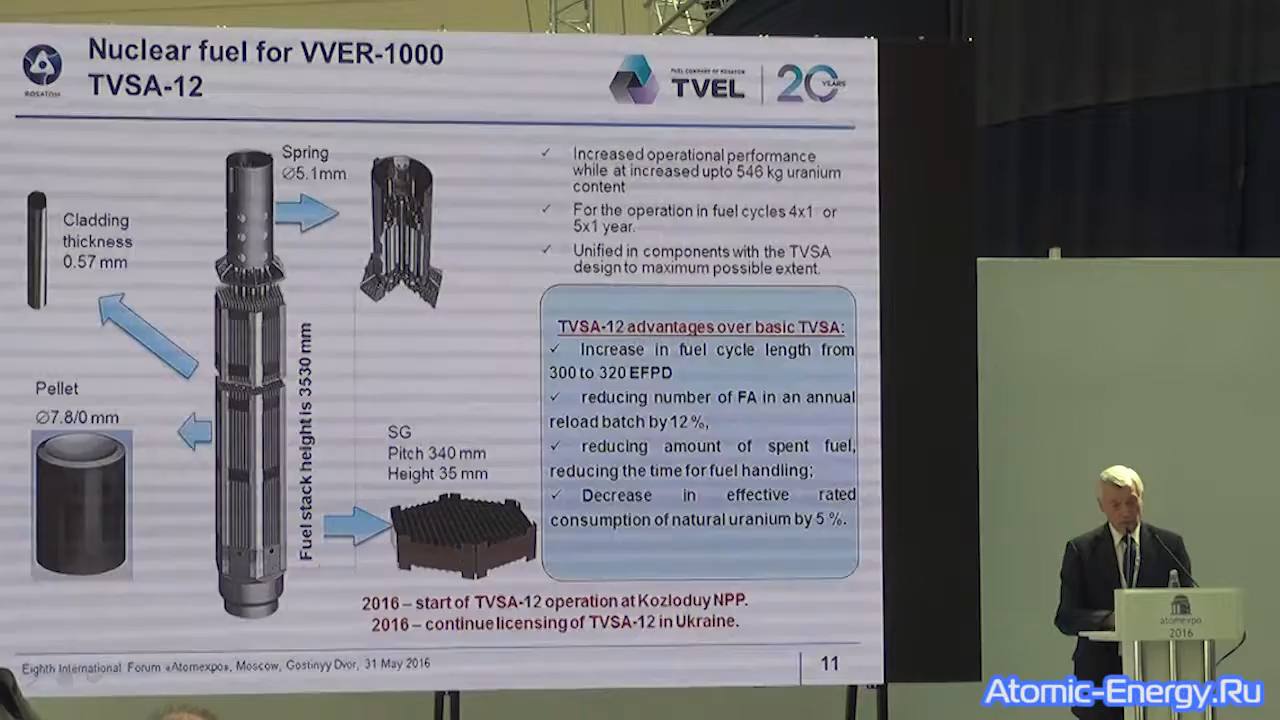 Nuclear fuel for VVER-1000
TVSA-12
ROSATOM
FUEL COMPANY OF ROSATOM
TVEL
20 YEARS
Spring
Ø5.1mm
Cladding
thickness
0.57 mm
Pellet
Ø7.8/0 mm
Fuel stack height is 3530 mm
SG
Pitch 340 mm
Height 35 mm
✓ Increased operational performance
while at increased upto 546 kg uranium
content
✓ For the operation in fuel cycles 4x1 or
5x1 year.
✓ Unified in components with the TVSA
design to maximum possible extent.
TVSA-12 advantages over basic TVSA:
✓ Increase in fuel cycle length from
300 to 320 EFPD
✓ reducing number of FA in an annual
reload batch by 12 %,
✓ reducing amount of spent fuel,
reducing the time for fuel handling;
✓ Decrease in effective rated
consumption of natural uranium by 5 %.
2016 – start of TVSA-12 operation at Kozloduy NPP.
2016 – continue licensing of TVSA-12 in Ukraine.
Eighth International Forum «Atomexpo», Moscow, Gostinyy Dvor, 31 May 2016
11
atomexpo
2016
Atomic-Energy.Ru